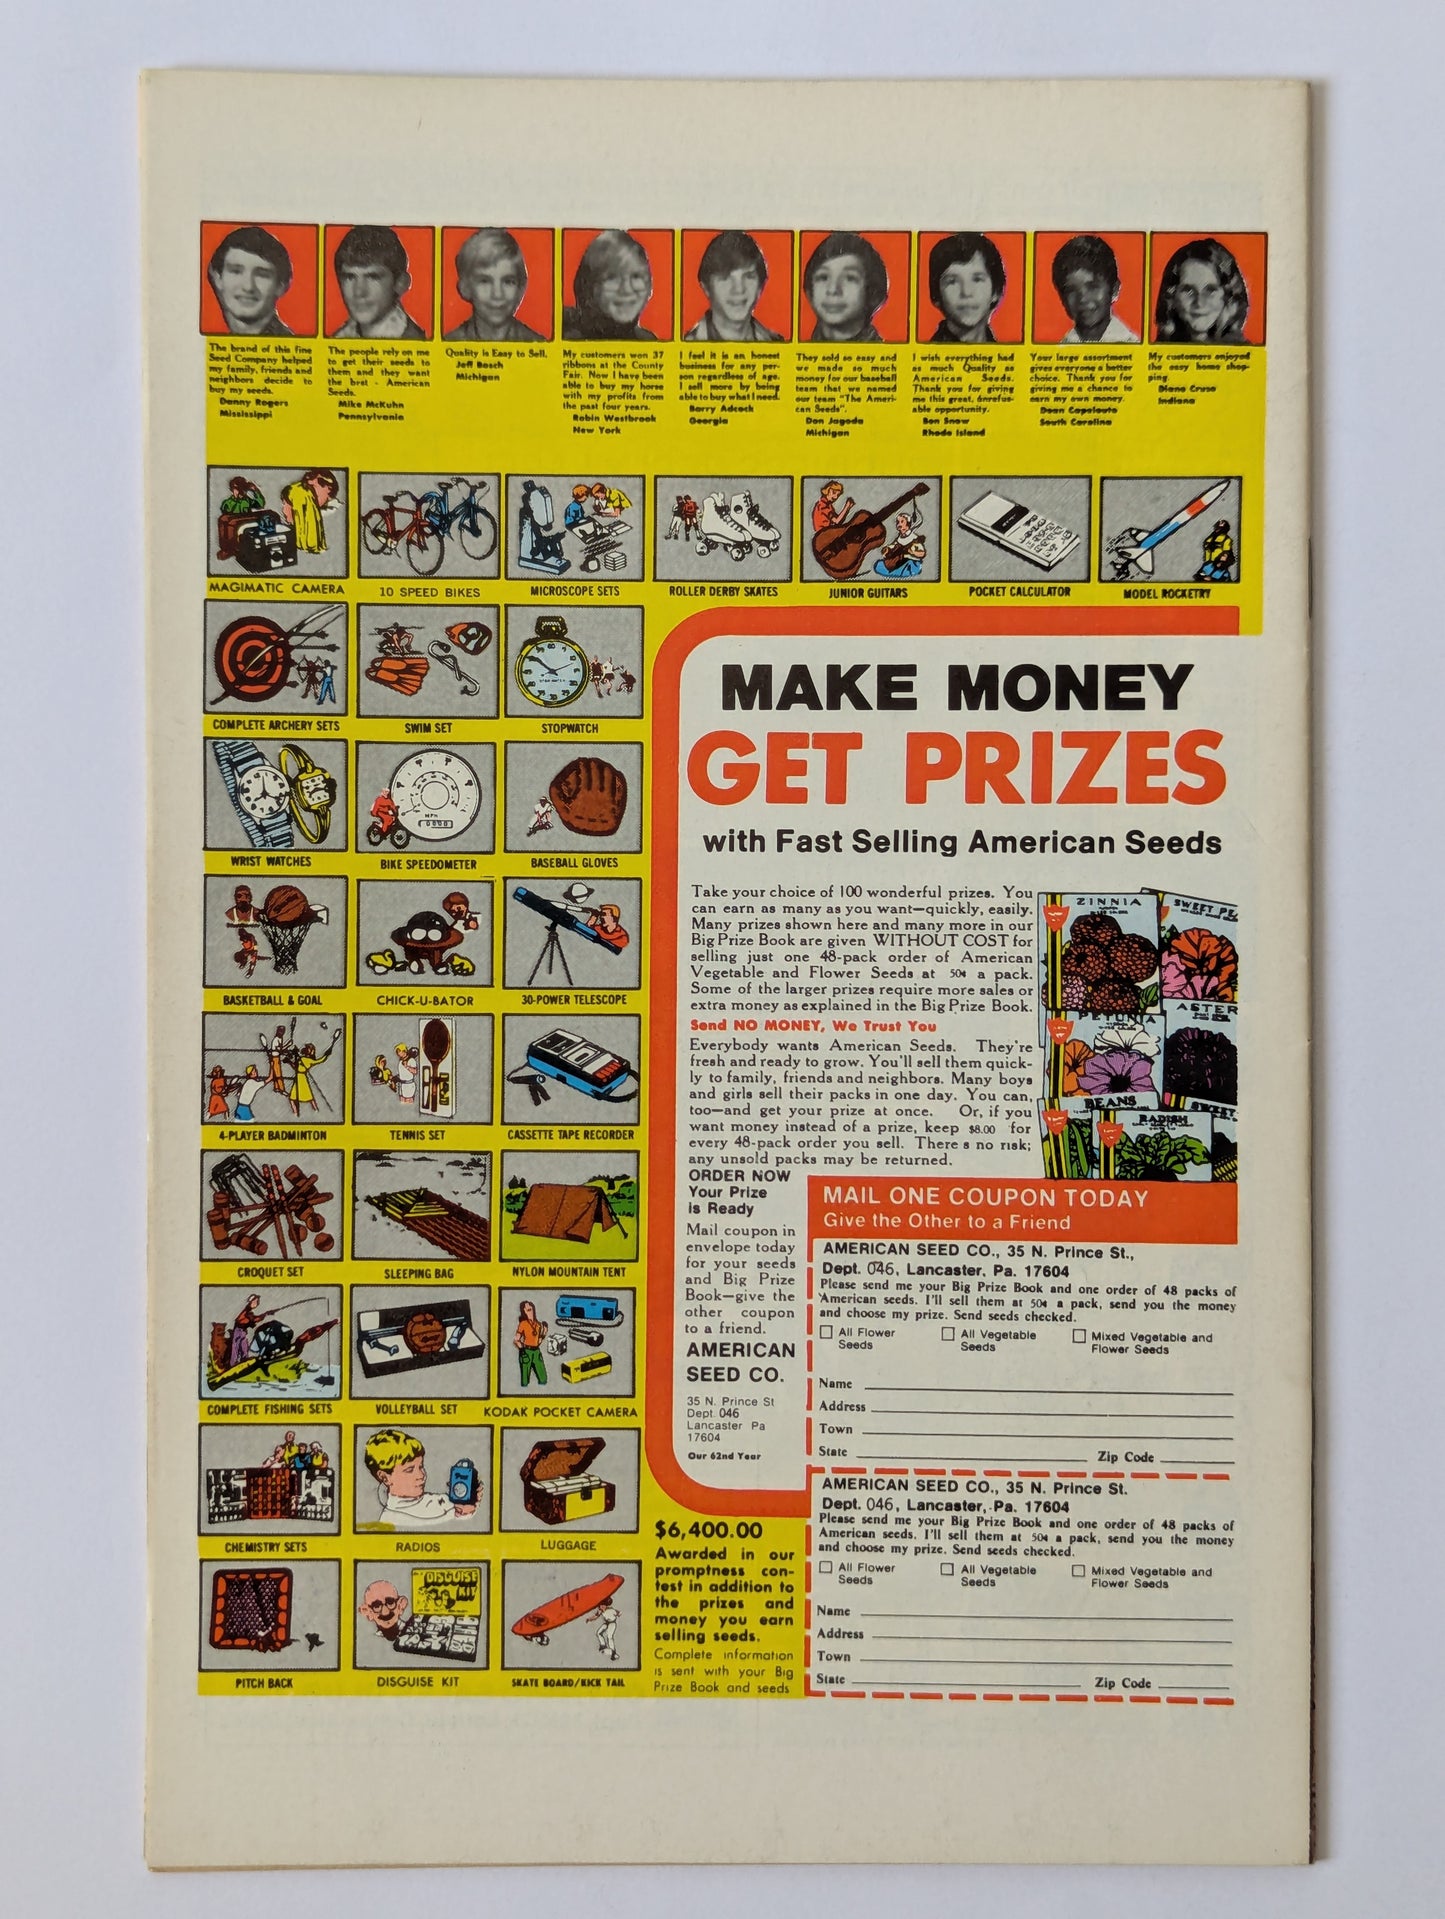 The brand of this fine
Seed Company helped
my family, friends and
neighbors decide to
buy my seeds.
Danny Rogers
Mississippi
The people rely on me
to get their seeds to
them and they want
the best - American
Seeds.
Mike McKuhn
Pennsylvania
Quality is Easy to Sell.
Jeff Bosch
Michigan
My customers won 37
ribbons at the County
Fair. Now I have been
able to buy my horse
with my profits from
the past four years.
Robin Westbrook
New York
I feel it is an honest
business for any per-
son regardless of age.
I sell more by being
able to buy what I need.
Barry Adcock
Georgia
They sold so easy and
we made so much
money for our baseball
team that we named
our team "The Ameri-
can Seeds".
Don Jagoda
Michigan
I wish everything had
as much Quality as
American Seeds.
Thank you for giving
me this great, unrefus-
able opportunity.
Ben Snow
Rhode Island
Your large assortment
gives everyone a better
choice. Thank you for
giving me a chance to
earn my own money.
Dean Capalouto
South Carolina
My customers enjoyed
the easy home shop-
ping.
Diane Cruse
Indiana
MAGIMATIC CAMERA
10 SPEED BIKES
MICROSCOPE SETS
ROLLER DERBY SKATES
JUNIOR GUITARS
POCKET CALCULATOR
MODEL ROCKETRY
COMPLETE ARCHERY SETS
SWIM SET
STOPWATCH
WRIST WATCHES
MPH
BIKE SPEEDOMETER
BASEBALL GLOVES
BASKETBALL & GOAL
CHICK-U-BATOR
30-POWER TELESCOPE
4-PLAYER BADMINTON
TENNIS SET
CASSETTE TAPE RECORDER
CROQUET SET
SLEEPING BAG
NYLON MOUNTAIN TENT
COMPLETE FISHING SETS
VOLLEYBALL SET
KODAK POCKET CAMERA
CHEMISTRY SETS
RADIOS
LUGGAGE
PITCH BACK
DISGUISE
KIT
DISGUISE KIT
SKATE BOARD/KICK TAIL
MAKE MONEY
GET PRIZES
with Fast Selling American Seeds
Take your choice of 100 wonderful prizes. You
can earn as many as you want—quickly, easily.
Many prizes shown here and many more in our
Big Prize Book are given WITHOUT COST for
selling just one 48-pack order of American
Vegetable and Flower Seeds at 50¢ a pack.
Some of the larger prizes require more sales or
extra money as explained in the Big Prize Book.
Send NO MONEY, We Trust You
Everybody wants American Seeds. They're
fresh and ready to grow. You'll sell them quick-
ly to family, friends and neighbors. Many boys
and girls sell their packs in one day. You can,
too—and get your prize at once. Or, if you
want money instead of a prize, keep $8.00 for
every 48-pack order you sell. There s no risk;
any unsold packs may be returned.
ZINNIA
SWEET PE
ASTER
PETUNIA
BEANS
SWEET
RADISH
ORDER NOW
Your Prize
is Ready
Mail coupon in
envelope today
for your seeds
and Big Prize
Book—give the
other coupon
to a friend.
AMERICAN
SEED CO.
35 N. Prince St
Dept 046
Lancaster Pa
17604
Our 62nd Year
$6,400.00
Awarded in our
promptness con-
test in addition to
the prizes and
money you earn
selling seeds.
Complete information
is sent with your Big
Prize Book and seeds
MAIL ONE COUPON TODAY
Give the Other to a Friend
AMERICAN SEED CO., 35 N. Prince St.,
Dept. 046, Lancaster, Pa. 17604
Please send me your Big Prize Book and one order of 48 packs of
American seeds. I'll sell them at 50¢ a pack, send you the money
and choose my prize. Send seeds checked.
All Flower
Seeds
All Vegetable
Seeds
Mixed Vegetable and
Flower Seeds
Name
Address
Town
State Zip Code
AMERICAN SEED CO., 35 N. Prince St.
Dept. 046, Lancaster, Pa. 17604
Please send me your Big Prize Book and one order of 48 packs of
American seeds. I'll sell them at 50¢ a pack, send you the money
and choose my prize. Send seeds checked.
All Flower
Seeds
All Vegetable
Seeds
Mixed Vegetable and
Flower Seeds
Name
Address
Town
State Zip Code